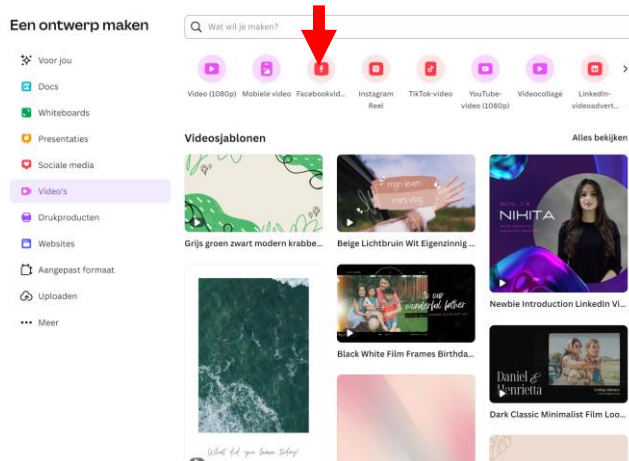 Een ontwerp maken
Wat wil je maken?
Voor jou
Docs
Whiteboards
Presentaties
Sociale media
Video's
Drukproducten
Websites
Aangepast formaat
Uploaden
Meer
Video (1080p) Mobiele video Facebookvid... Instagram Reel TikTok-video YouTube-video (1080p) Videocollage LinkedIn-videoadvert...
Videosjablonen
Alles bekijken
mijn leven
mini vlog
NIHITA
Grijs groen zwart modern krabbe...
Beige Lichtbruin Wit Eigenzinnig ...
to our
wonderful father
Newbie Introduction LinkedIn Vi...
Black White Film Frames Birthda...
Daniel &
Henrietta
Dark Classic Minimalist Film Loo...
What did you learn today?